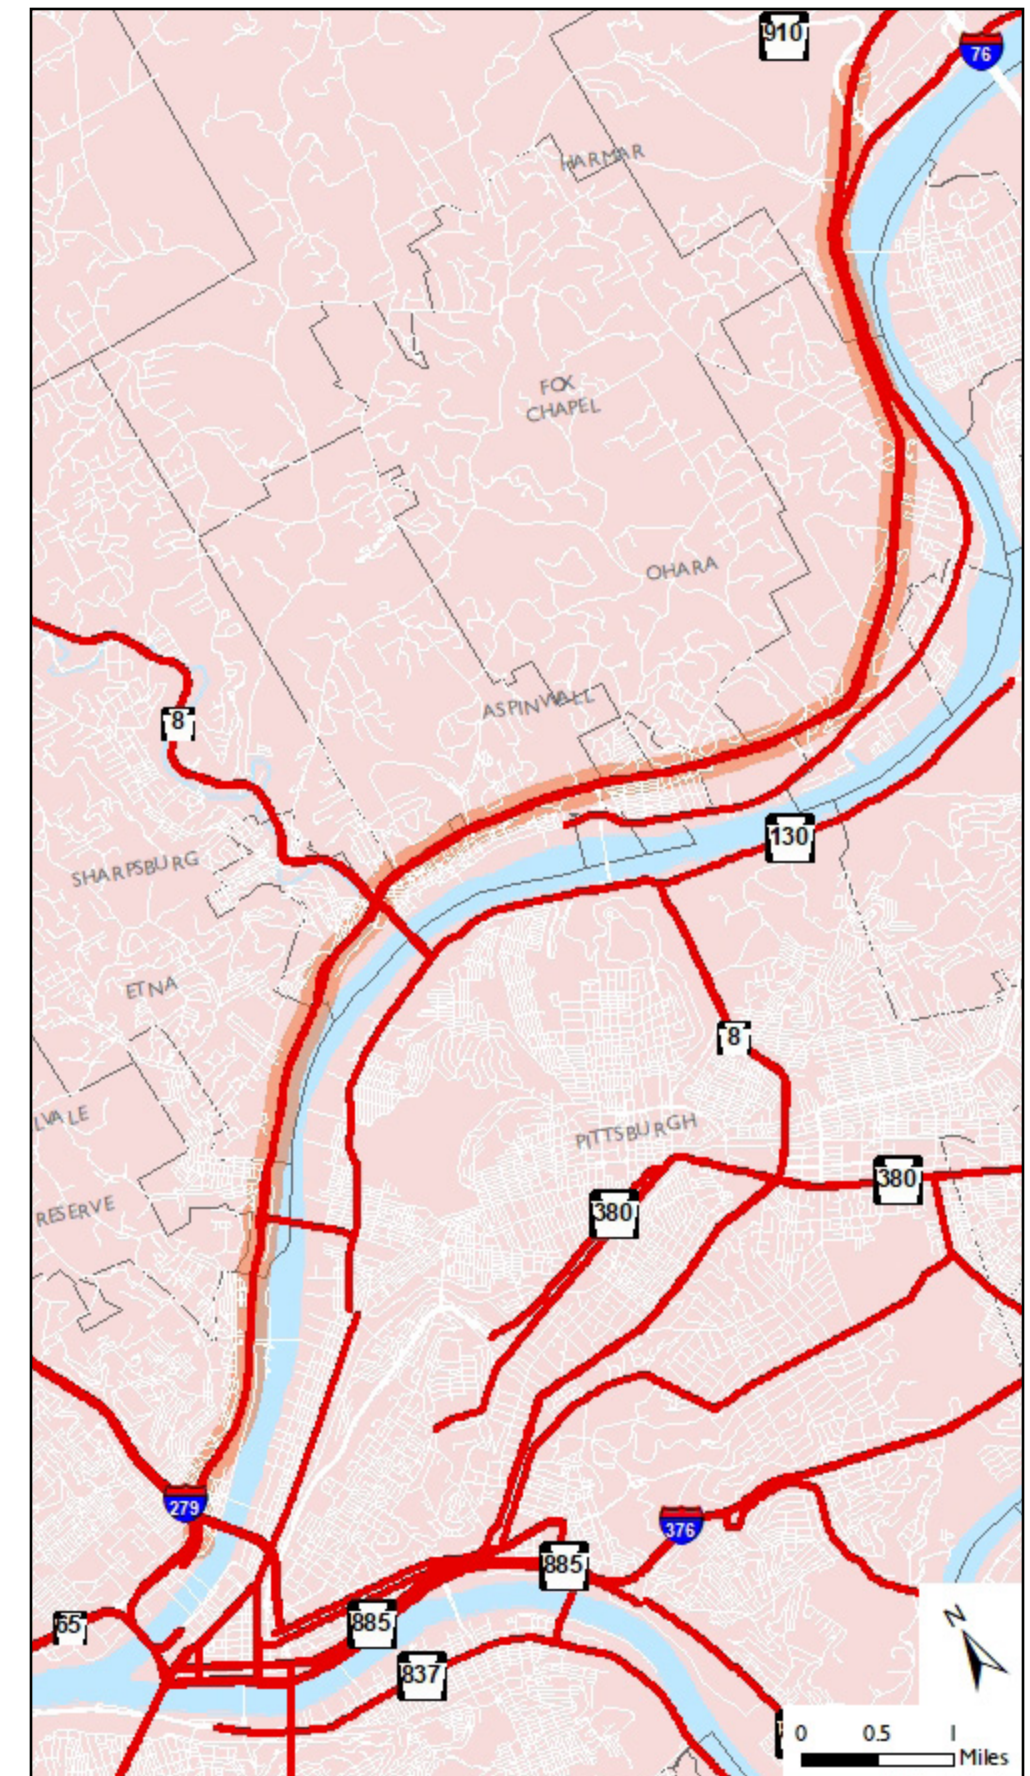 910
76
HARMAR
FOX
CHAPEL
OHARA
ASPINWALL
8
130
SHARPSBURG
ETNA
8
LVALE
PITTSBURGH
380
RESERVE
380
279
376
885
65
885
837
N
0 0.5 1
Miles